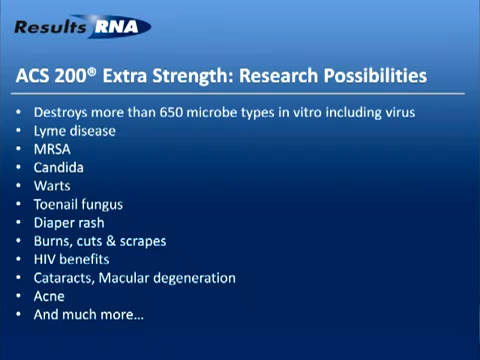 Results RNA
ACS 200® Extra Strength: Research Possibilities
• Destroys more than 650 microbe types in vitro including virus
• Lyme disease
• MRSA
• Candida
• Warts
• Toenail fungus
• Diaper rash
• Burns, cuts & scrapes
• HIV benefits
• Cataracts, Macular degeneration
• Acne
• And much more…